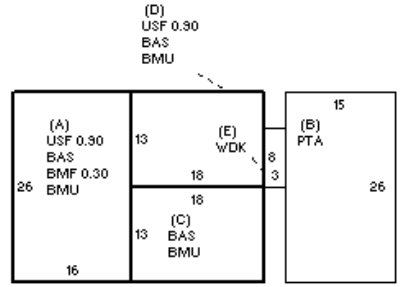 (D)
USF 0.90
BAS
BMU
15
(A)
USF 0.90
BAS
BMF 0.30
BMU
26
16
13
18
(E)
WDK
8
3
(B)
PTA
26
18
13
(C)
BAS
BMU